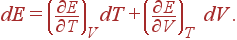 dE = (∂E/∂T)_V dT + (∂E/∂V)_T dV.